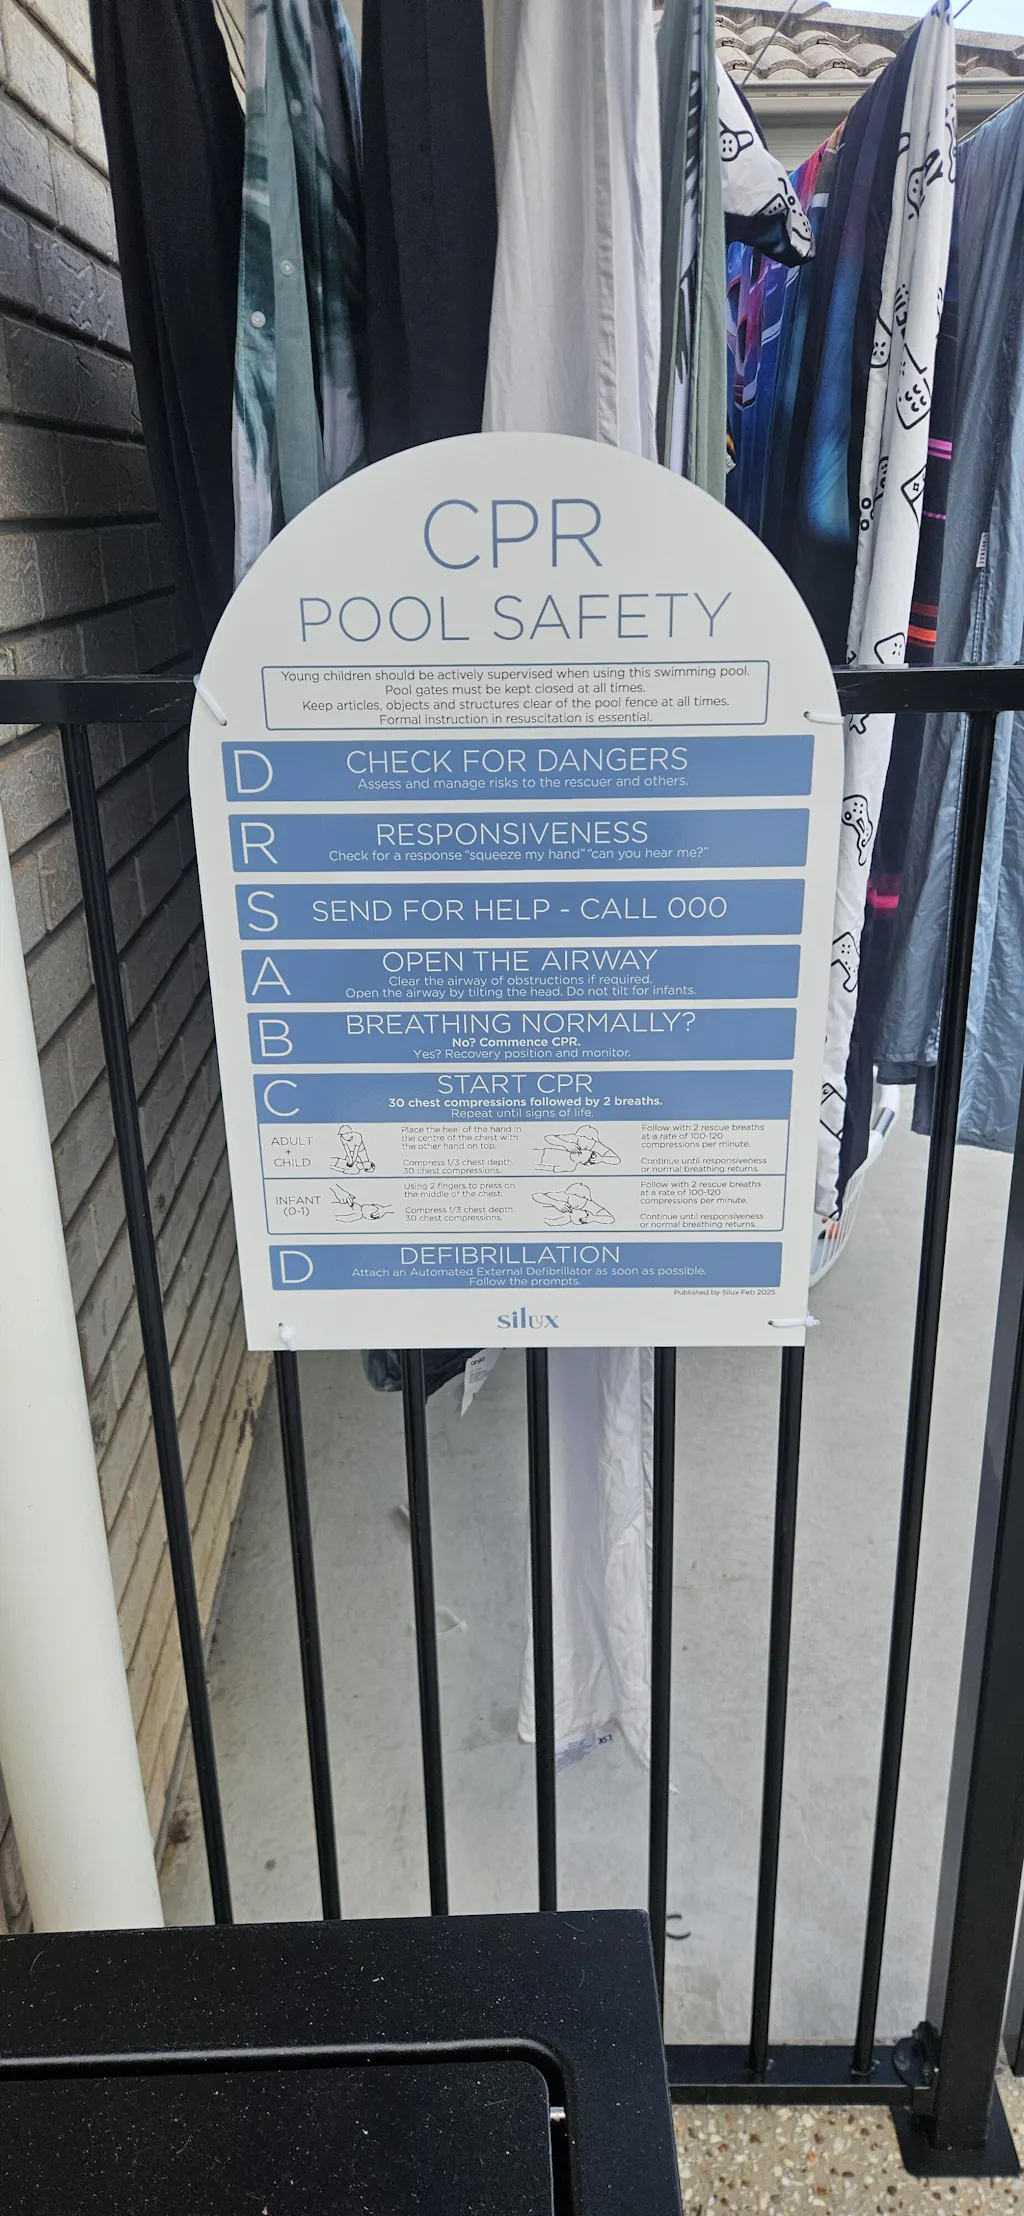 CPR
POOL SAFETY
Young children should be actively supervised when using this swimming pool.
Pool gates must be kept closed at all times.
Keep articles, objects and structures clear of the pool fence at all times.
Formal instruction in resuscitation is essential.
D
CHECK FOR DANGERS
Assess and manage risks to the rescuer and others.
R
RESPONSIVENESS
Check for a response "squeeze my hand" "can you hear me?"
S
SEND FOR HELP - CALL 000
A
OPEN THE AIRWAY
Clear the airway of obstructions if required.
Open the airway by tilting the head. Do not tilt for infants.
B
BREATHING NORMALLY?
No? Commence CPR.
Yes? Recovery position and monitor.
C
START CPR
30 chest compressions followed by 2 breaths.
Repeat until signs of life.
ADULT
+
CHILD
Place the heel of the hand in
the centre of the chest with
the other hand on top.
Compress 1/3 chest depth.
30 chest compressions.
Follow with 2 rescue breaths
at a rate of 100-120
compressions per minute.
Continue until responsiveness
or normal breathing returns.
INFANT
(0-1)
Using 2 fingers to press on
the middle of the chest.
Compress 1/3 chest depth
30 chest compressions.
Follow with 2 rescue breaths
at a rate of 100-120
compressions per minute.
Continue until responsiveness
or normal breathing returns.
D
DEFIBRILLATION
Attach an Automated External Defibrillator as soon as possible.
Follow the prompts.
Published by Silux Feb 2025.
silux